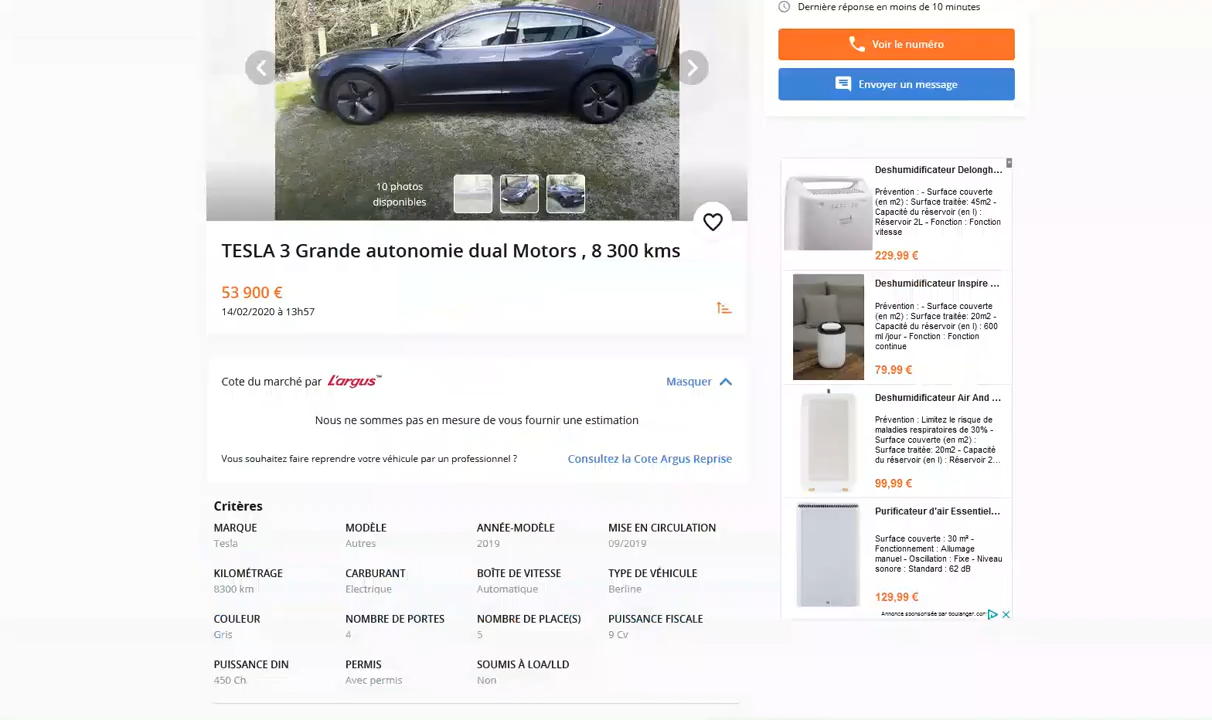 Dernière réponse en moins de 10 minutes
Voir le numéro
Envoyer un message
10 photos
disponibles
TESLA 3 Grande autonomie dual Motors , 8 300 kms
53 900 €
14/02/2020 à 13h57
Cote du marché par L'argus™
Masquer
Nous ne sommes pas en mesure de vous fournir une estimation
Vous souhaitez faire reprendre votre véhicule par un professionnel ?
Consultez la Cote Argus Reprise
Critères
MARQUE
Tesla
MODÈLE
Autres
ANNÉE-MODÈLE
2019
MISE EN CIRCULATION
09/2019
KILOMÉTRAGE
8300 km
CARBURANT
Electrique
BOÎTE DE VITESSE
Automatique
TYPE DE VÉHICULE
Berline
COULEUR
Gris
NOMBRE DE PORTES
4
NOMBRE DE PLACE(S)
5
PUISSANCE FISCALE
9 Cv
PUISSANCE DIN
450 Ch
PERMIS
Avec permis
SOUMIS À LOA/LLD
Non
Deshumidificateur Delongh...
Prévention : - Surface couverte
(en m2) : Surface traitée: 45m2 -
Capacité du réservoir (en l) :
Réservoir 2L - Fonction : Fonction
vitesse
229,99 €
Deshumidificateur Inspire ...
Prévention : - Surface couverte
(en m2) : Surface traitée: 20m2 -
Capacité du réservoir (en l) : 600
ml /jour - Fonction : Fonction
continue
79,99 €
Deshumidificateur Air And ...
Prévention : Limitez le risque de
maladies respiratoires de 30% -
Surface couverte (en m2) :
Surface traitée: 20m2 - Capacité
du réservoir (en l) : Réservoir 2...
99,99 €
Purificateur d'air Essentiel...
Surface couverte : 30 m² -
Fonctionnement : Allumage
manuel - Oscillation : Fixe - Niveau
sonore : Standard : 62 dB
129,99 €
Annonce sponsorisée par boulanger.com